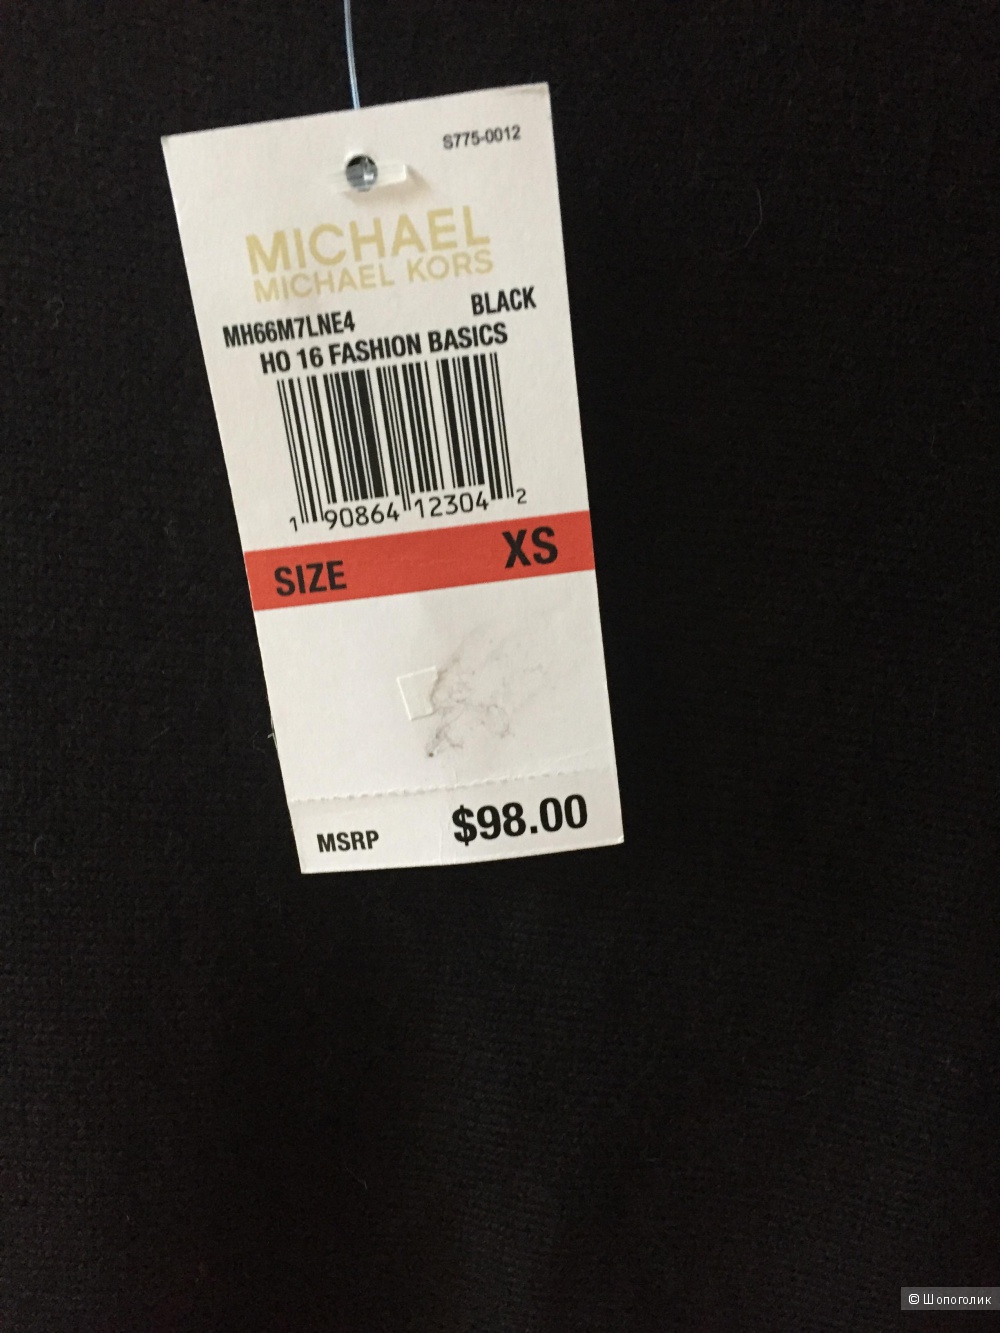 S775-0012
MICHAEL
MICHAEL KORS
BLACK
MH66M7LNE4
HO 16 FASHION BASICS
1 90864 12304 2
SIZE XS
MSRP $98.00
© Шопоголик